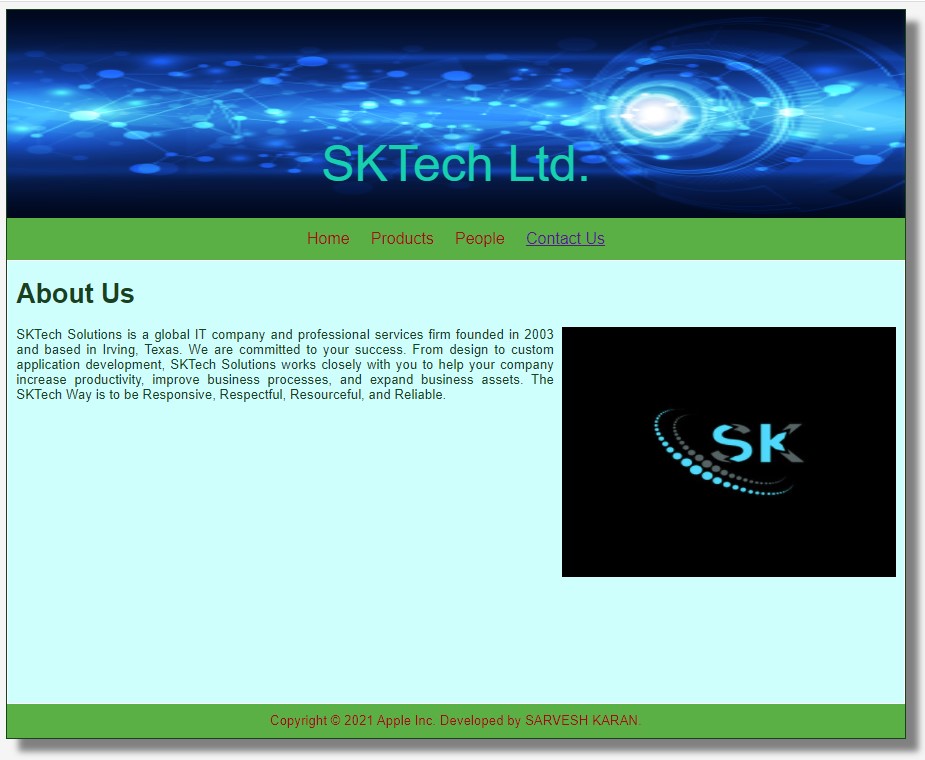 SKTech Ltd.
Home Products People Contact Us
About Us
SKTech Solutions is a global IT company and professional services firm founded in 2003
and based in Irving, Texas. We are committed to your success. From design to custom
application development, SKTech Solutions works closely with you to help your company
increase productivity, improve business processes, and expand business assets. The
SKTech Way is to be Responsive, Respectful, Resourceful, and Reliable.
SK
Copyright © 2021 Apple Inc. Developed by SARVESH KARAN.